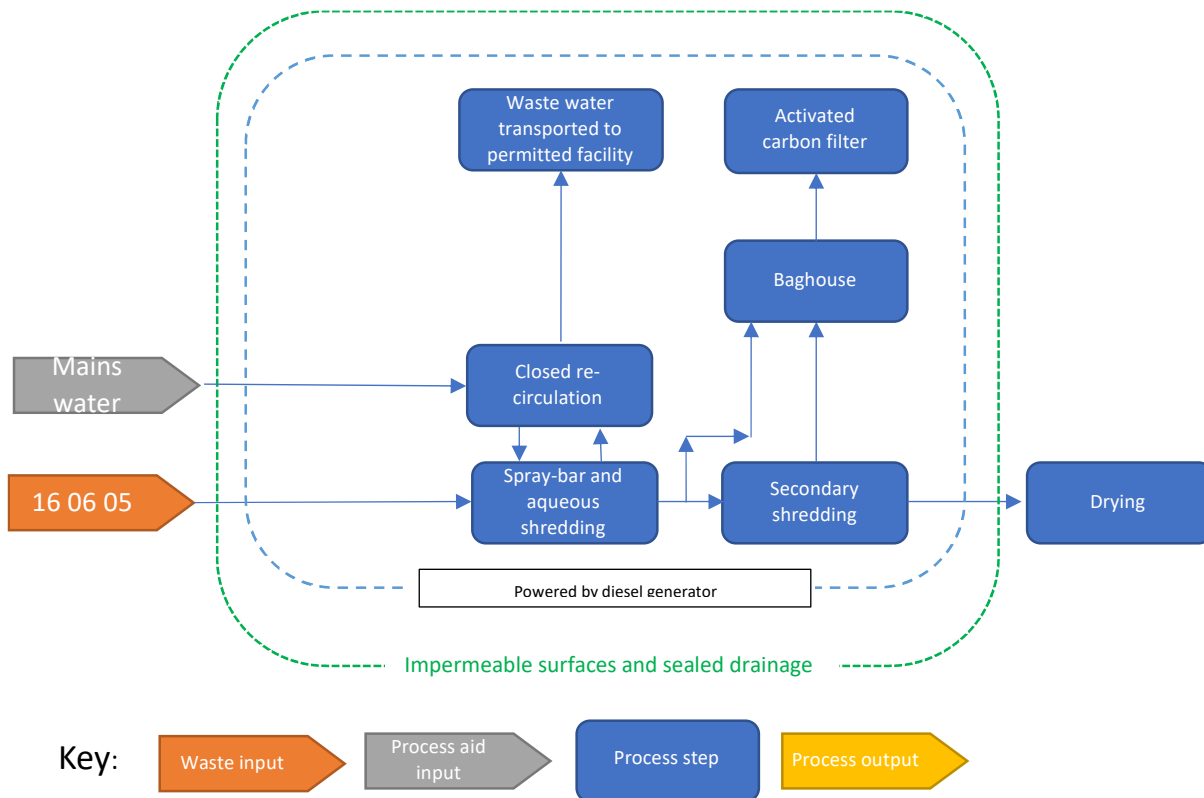 Waste water
transported to
permitted facility
Activated
carbon filter
Baghouse
Mains
water
Closed re-
circulation
16 06 05
Spray-bar and
aqueous
shredding
Secondary
shredding
Drying
Powered by diesel generator
Impermeable surfaces and sealed drainage
Key:
Waste input
Process aid
input
Process step
Process output